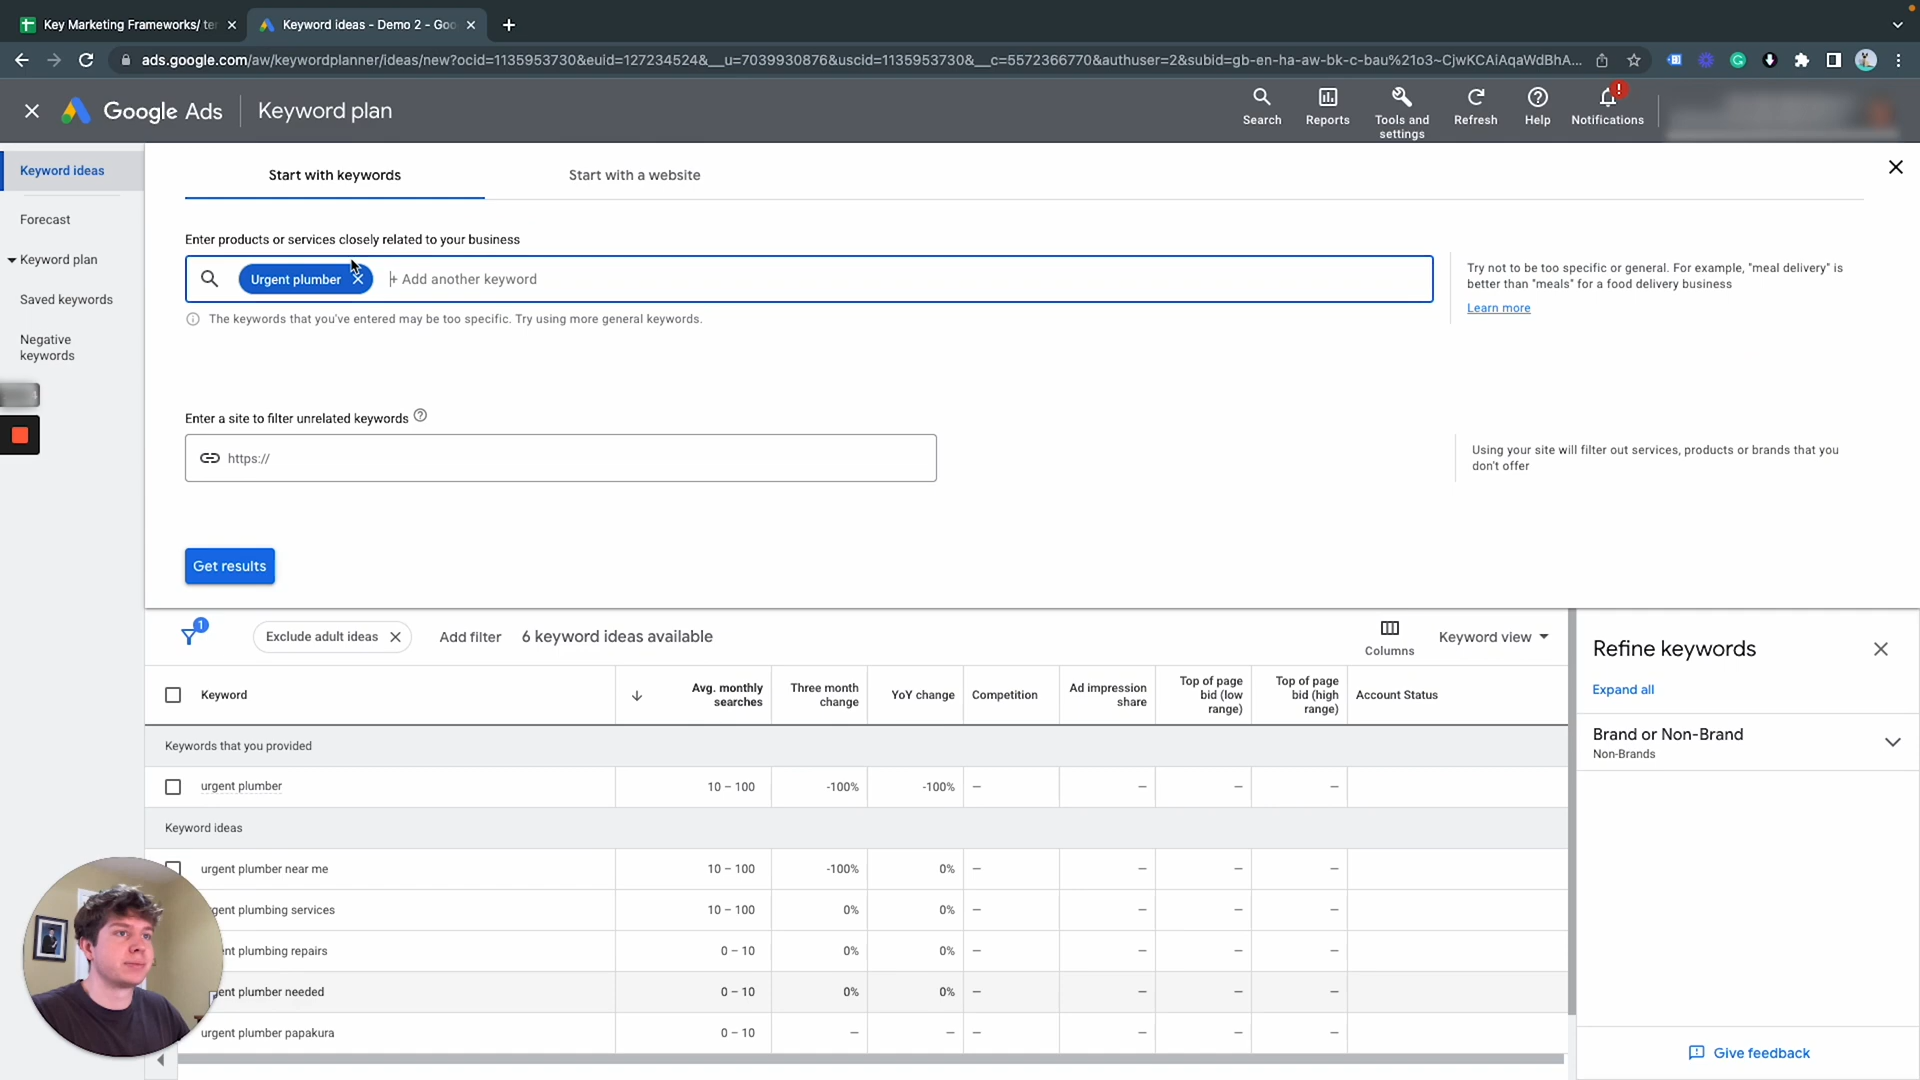 Key Marketing Frameworks/ ter
Keyword ideas - Demo 2 - Goo
ads.google.com/aw/keywordplanner/ideas/new?ocid=1135953730&euid=127234524&__u=7039930876&uscid=1135953730&__c=5572366770&authuser=2&subid=gb-en-ha-aw-bk-c-bau%21o3~CjwKCAiAqaWdBhA...
Google Ads
Keyword plan
Search
Reports
Tools and
settings
Refresh
Help
!
Notifications
Keyword ideas
Forecast
Keyword plan
Saved keywords
Negative
keywords
Start with keywords
Start with a website
Enter products or services closely related to your business
Urgent plumber
+ Add another keyword
The keywords that you've entered may be too specific. Try using more general keywords.
Try not to be too specific or general. For example, "meal delivery" is
better than "meals" for a food delivery business
Learn more
Enter a site to filter unrelated keywords
https://
Using your site will filter out services, products or brands that you
don't offer
Get results
1
Exclude adult ideas
Add filter
6 keyword ideas available
Columns
Keyword view
Keyword
Avg. monthly
searches
Three month
change
YoY change
Competition
Ad impression
share
Top of page
bid (low
range)
Top of page
bid (high
range)
Account Status
Keywords that you provided
urgent plumber 10 – 100 -100% -100% – – – –
Keyword ideas
urgent plumber near me 10 – 100 -100% 0% – – – –
rgent plumbing services 10 – 100 0% 0% – – – –
ent plumbing repairs 0 – 10 0% 0% – – – –
gent plumber needed 0 – 10 0% 0% – – – –
urgent plumber papakura 0 – 10 – – – – – –
Refine keywords
Expand all
Brand or Non-Brand
Non-Brands
Give feedback